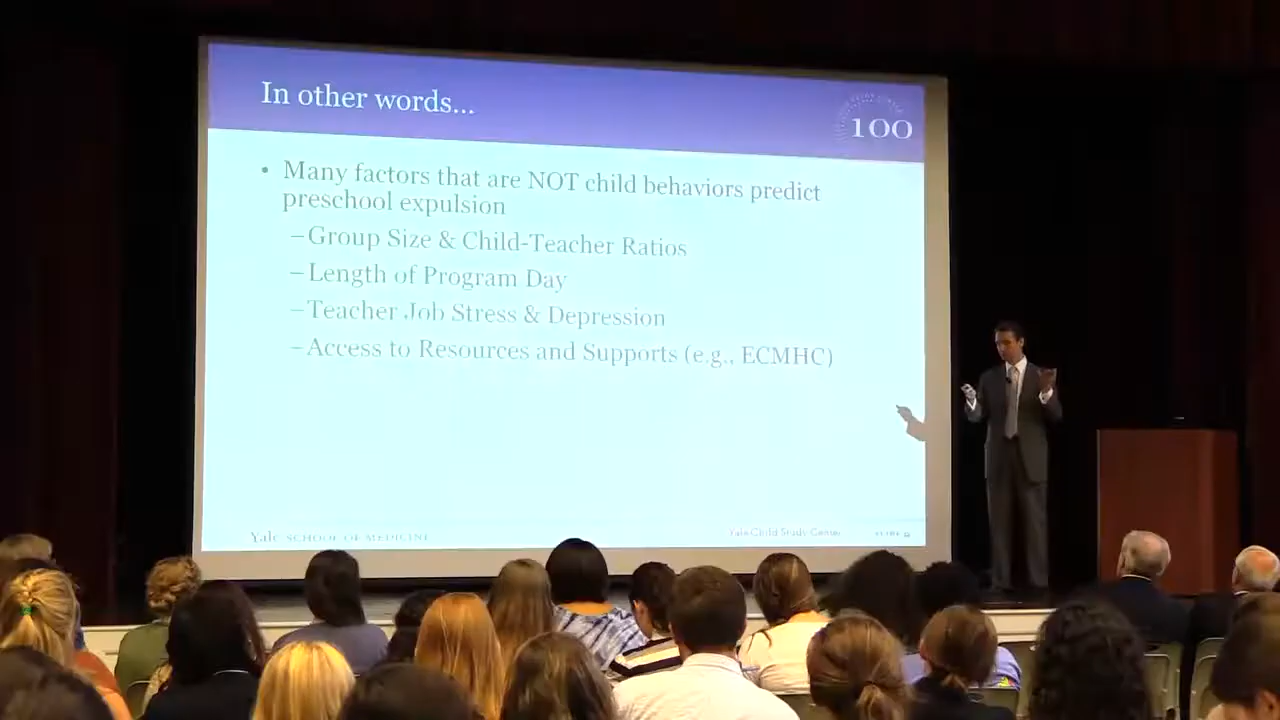 In other words...
100
• Many factors that are NOT child behaviors predict
preschool expulsion
–Group Size & Child-Teacher Ratios
–Length of Program Day
–Teacher Job Stress & Depression
–Access to Resources and Supports (e.g., ECMHC)
Yale SCHOOL OF MEDICINE
Yale Child Study Center